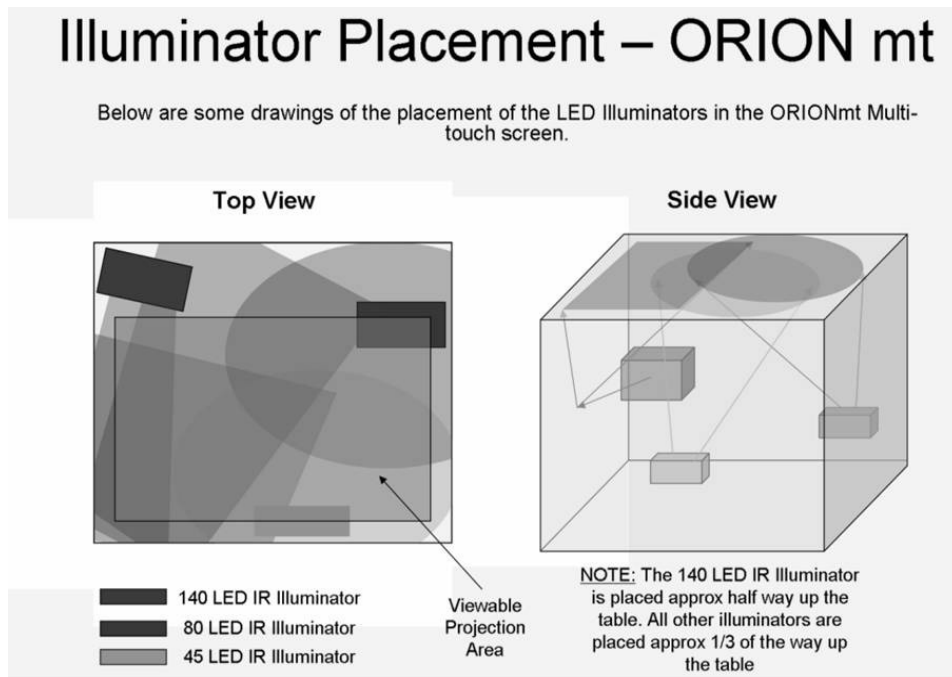 Illuminator Placement – ORION mt
Below are some drawings of the placement of the LED Illuminators in the ORIONmt Multi-
touch screen.
Top View
Side View
140 LED IR Illuminator
80 LED IR Illuminator
45 LED IR Illuminator
Viewable
Projection
Area
NOTE: The 140 LED IR Illuminator
is placed approx half way up the
table. All other illuminators are
placed approx 1/3 of the way up
the table